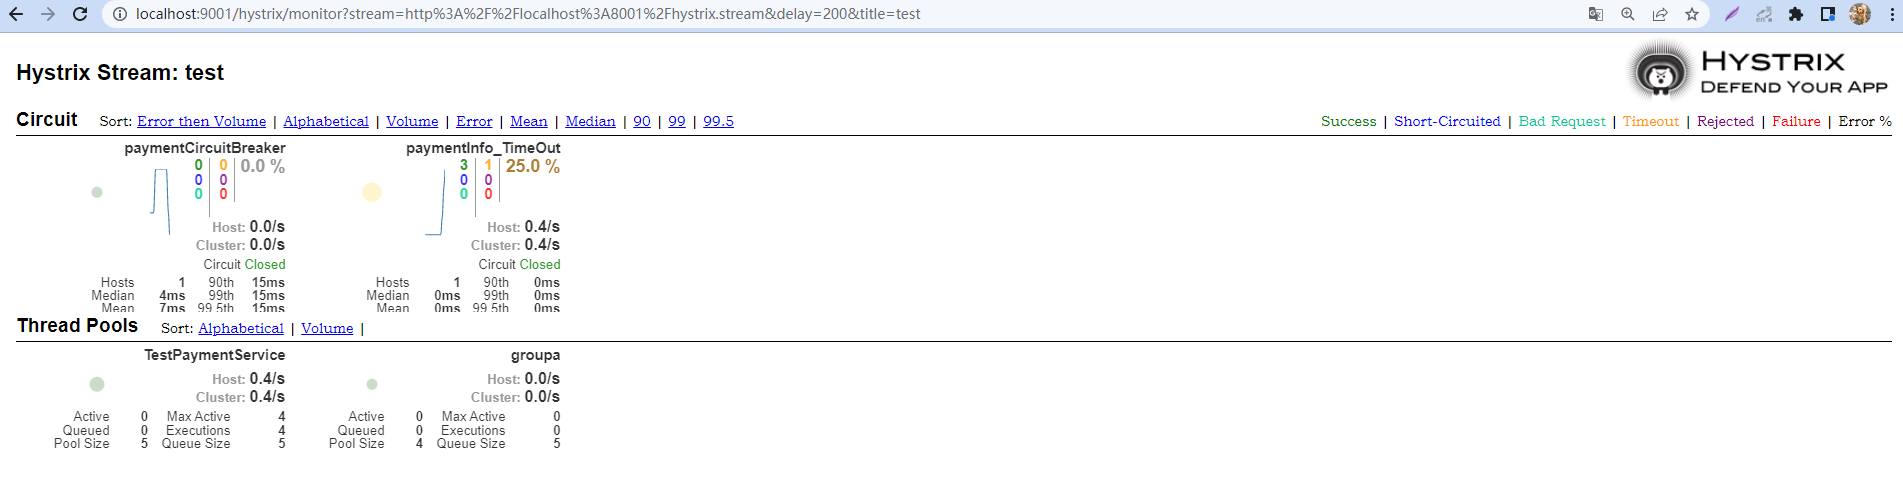 localhost:9001/hystrix/monitor?stream=http%3A%2F%2Flocalhost%3A8001%2Fhystrix.stream&delay=200&title=test
Hystrix Stream: test
HYSTRIX
DEFEND YOUR APP
Circuit Sort: Error then Volume | Alphabetical | Volume | Error | Mean | Median | 90 | 99 | 99.5 Success | Short-Circuited | Bad Request | Timeout | Rejected | Failure | Error %
paymentCircuitBreaker
0 0 0.0 %
0 0
0 0
Host: 0.0/s
Cluster: 0.0/s
Circuit Closed
Hosts 1 90th 15ms
Median 4ms 99th 15ms
Mean 7ms 99.5th 15ms
paymentInfo_TimeOut
3 1 25.0 %
0 0
0 0
Host: 0.4/s
Cluster: 0.4/s
Circuit Closed
Hosts 1 90th 0ms
Median 0ms 99th 0ms
Mean 0ms 99.5th 0ms
Thread Pools Sort: Alphabetical | Volume |
TestPaymentService
Host: 0.4/s
Cluster: 0.4/s
Active 0 Max Active 4
Queued 0 Executions 4
Pool Size 5 Queue Size 5
groupa
Host: 0.0/s
Cluster: 0.0/s
Active 0 Max Active 0
Queued 0 Executions 0
Pool Size 4 Queue Size 5